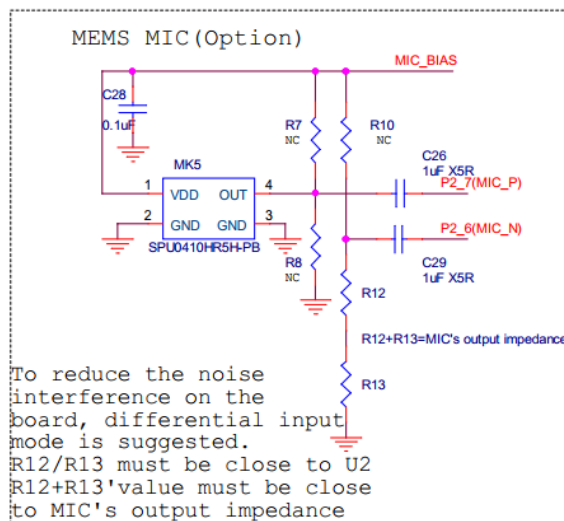 MEMS MIC(Option)
MIC_BIAS
C28
0.1uF
R7
NC
R10
NC
MK5
C26
1uF X5R
1
VDD
OUT
4
P2_7(MIC_P)
2
GND
GND
3
P2_6(MIC_N)
SPU0410HR5H-PB
R8
NC
C29
1uF X5R
R12
R12+R13=MIC's output impedance
R13
To reduce the noise
interference on the
board, differential input
mode is suggested.
R12/R13 must be close to U2
R12+R13'value must be close
to MIC's output impedance